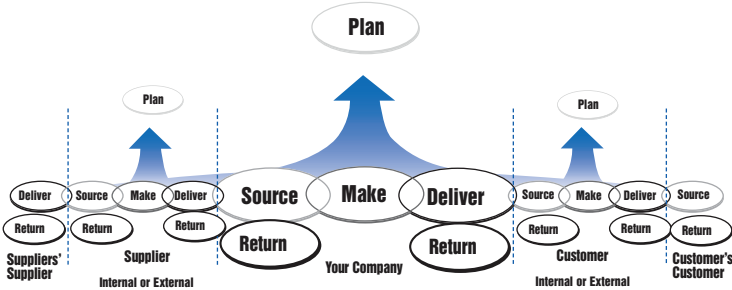 Plan
Plan
Plan
Deliver Source Make Deliver Source Make Deliver Source Make Deliver Source
Return Return Return Return Return Return Return Return
Suppliers'
Supplier
Supplier
Internal or External
Your Company
Customer
Internal or External
Customer's
Customer